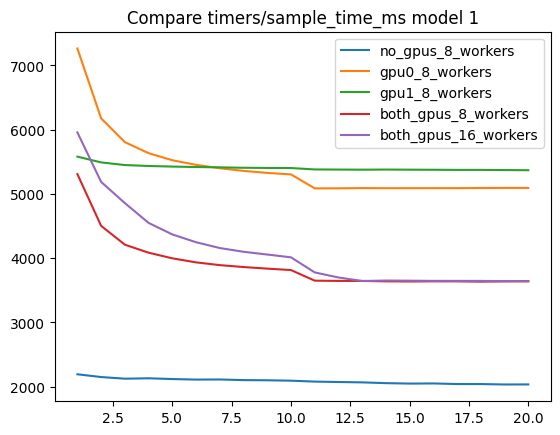 Compare timers/sample_time_ms model 1
no_gpus_8_workers
gpu0_8_workers
gpu1_8_workers
both_gpus_8_workers
both_gpus_16_workers
7000
6000
5000
4000
3000
2000
2.5 5.0 7.5 10.0 12.5 15.0 17.5 20.0